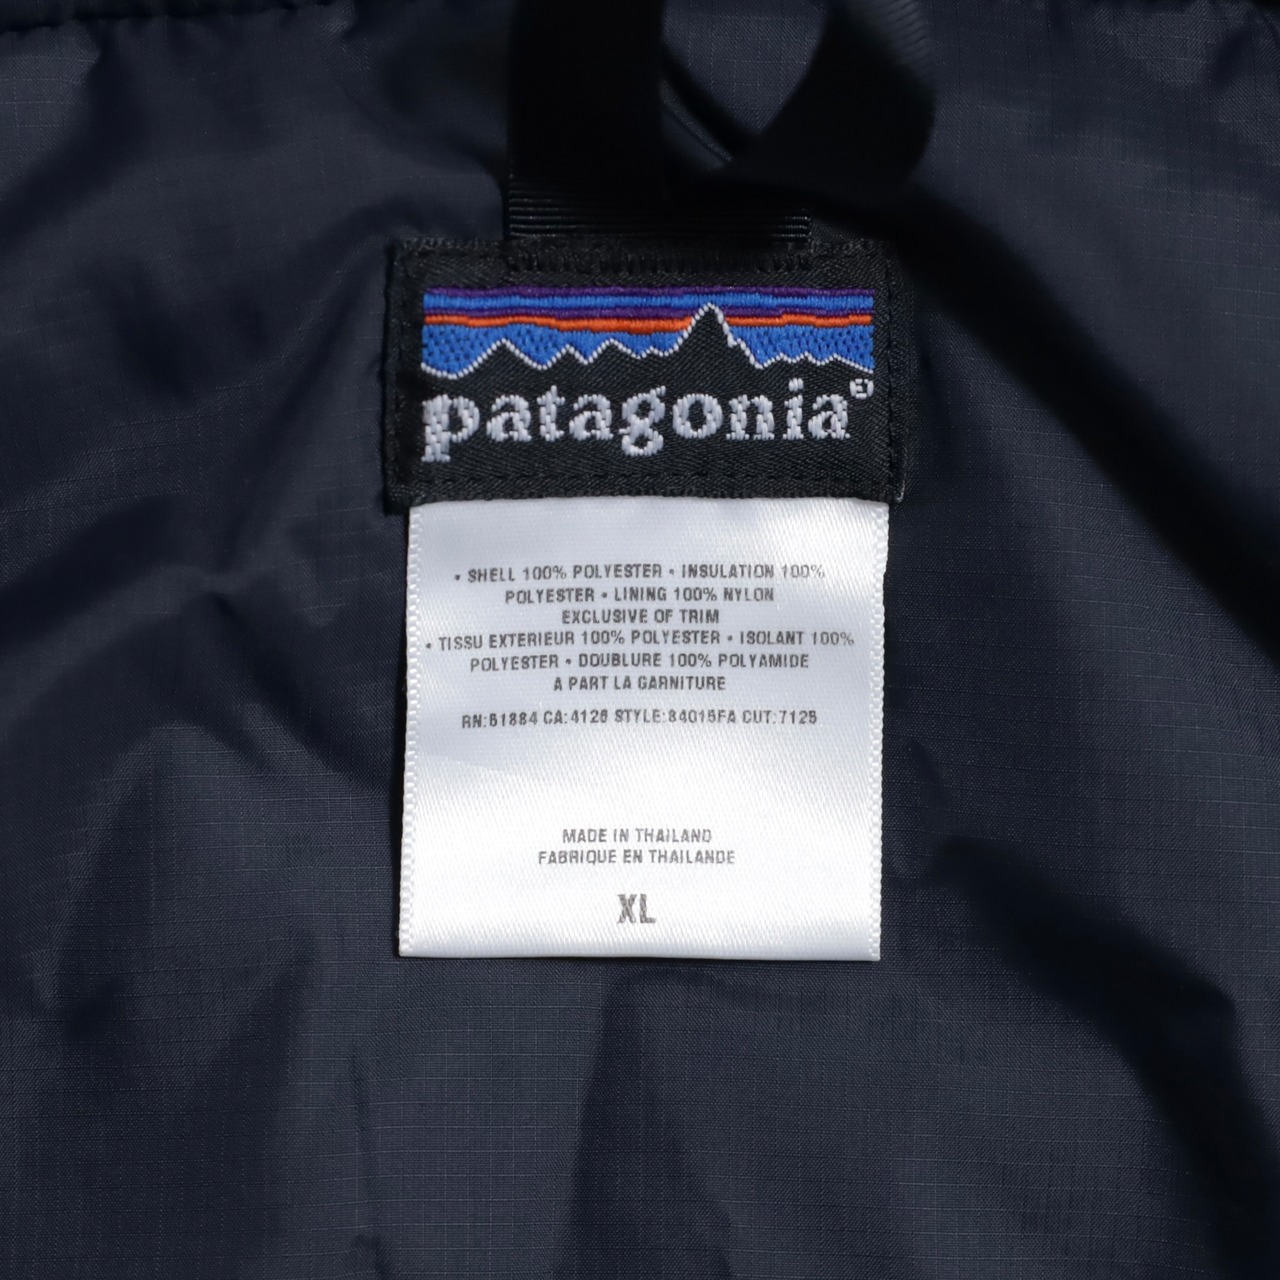 patagonia®
• SHELL 100% POLYESTER • INSULATION 100%
POLYESTER • LINING 100% NYLON
EXCLUSIVE OF TRIM
• TISSU EXTERIEUR 100% POLYESTER • ISOLANT 100%
POLYESTER • DOUBLURE 100% POLYAMIDE
A PART LA GARNITURE
RN:51884 CA:4126 STYLE:84015FA CUT:7125
MADE IN THAILAND
FABRIQUE EN THAILANDE
XL